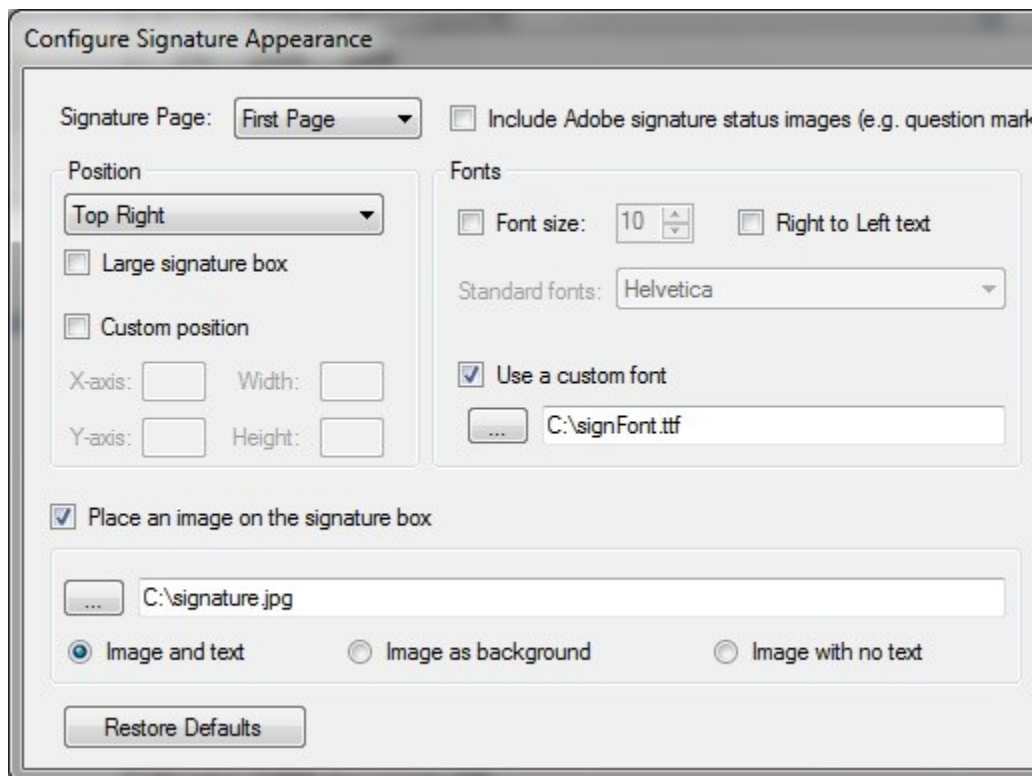 Configure Signature Appearance
Signature Page: First Page Include Adobe signature status images (e.g. question mark
Position
Top Right
Large signature box
Custom position
X-axis: Width:
Y-axis: Height:
Fonts
Font size: 10 Right to Left text
Standard fonts: Helvetica
Use a custom font
... C:\signFont.ttf
Place an image on the signature box
... C:\signature.jpg
Image and text Image as background Image with no text
Restore Defaults